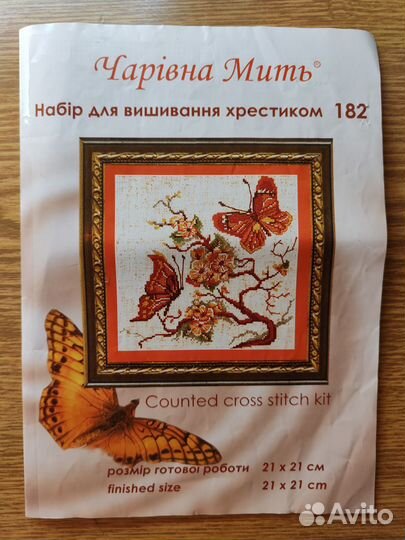 Чарівна Мить®
Набір для вишивання хрестиком 182
Counted cross stitch kit
розмір готової роботи 21 x 21 см
finished size 21 x 21 cm
Avito